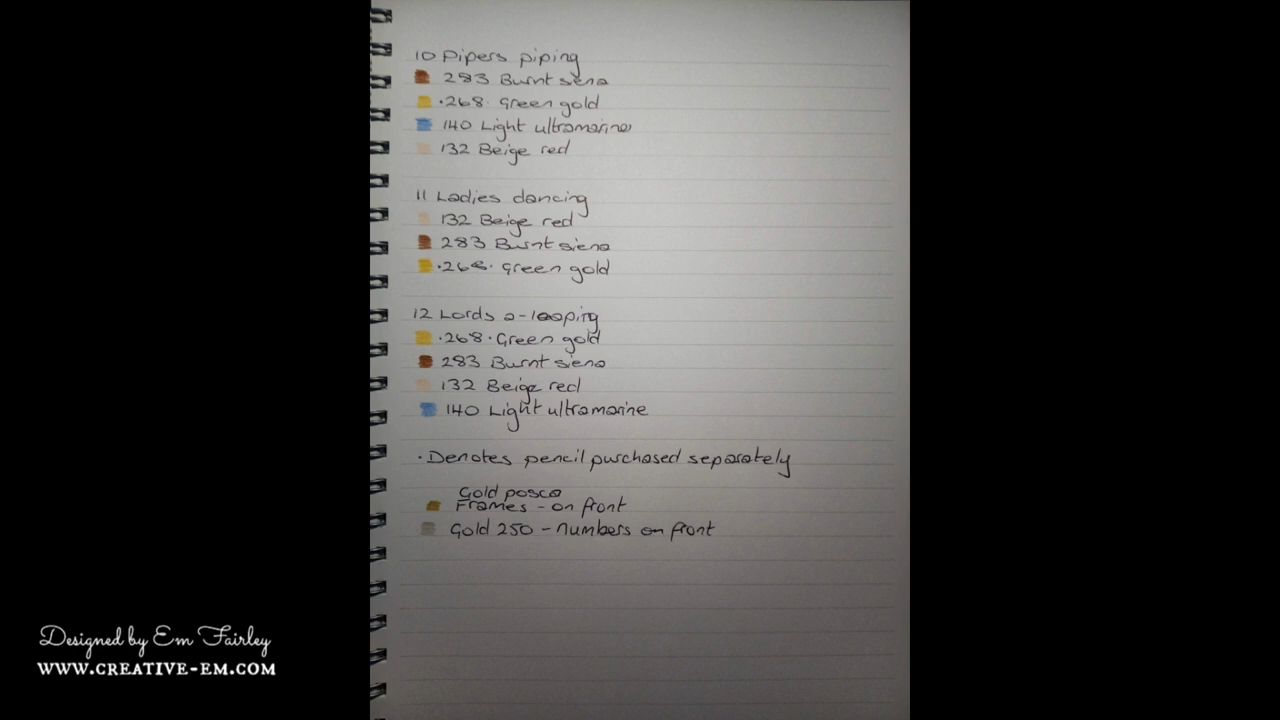 10 Pipers piping
283 Burnt siena
·268· Green gold
140 Light ultramarine
132 Beige red
11 Ladies dancing
132 Beige red
283 Burnt siena
·268· Green gold
12 Lords a-leaping
·268· Green gold
283 Burnt siena
132 Beige red
140 Light ultramarine
· Denotes pencil purchased separately
Gold posca
Frames - on front
Gold 250 - numbers on front
Designed by Em Fairley
WWW.CREATIVE-EM.COM